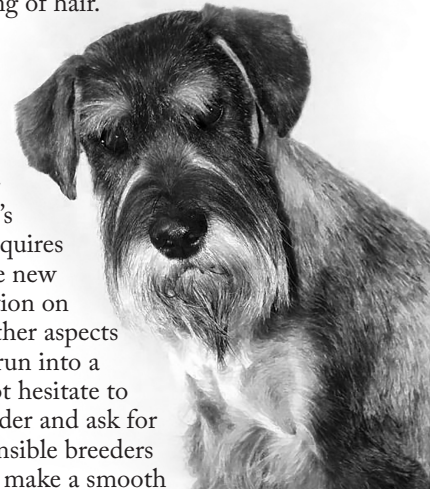 ng of hair.
's
quires
e new
tion on
ther aspects
run into a
ot hesitate to
der and ask for
nsible breeders
make a smooth